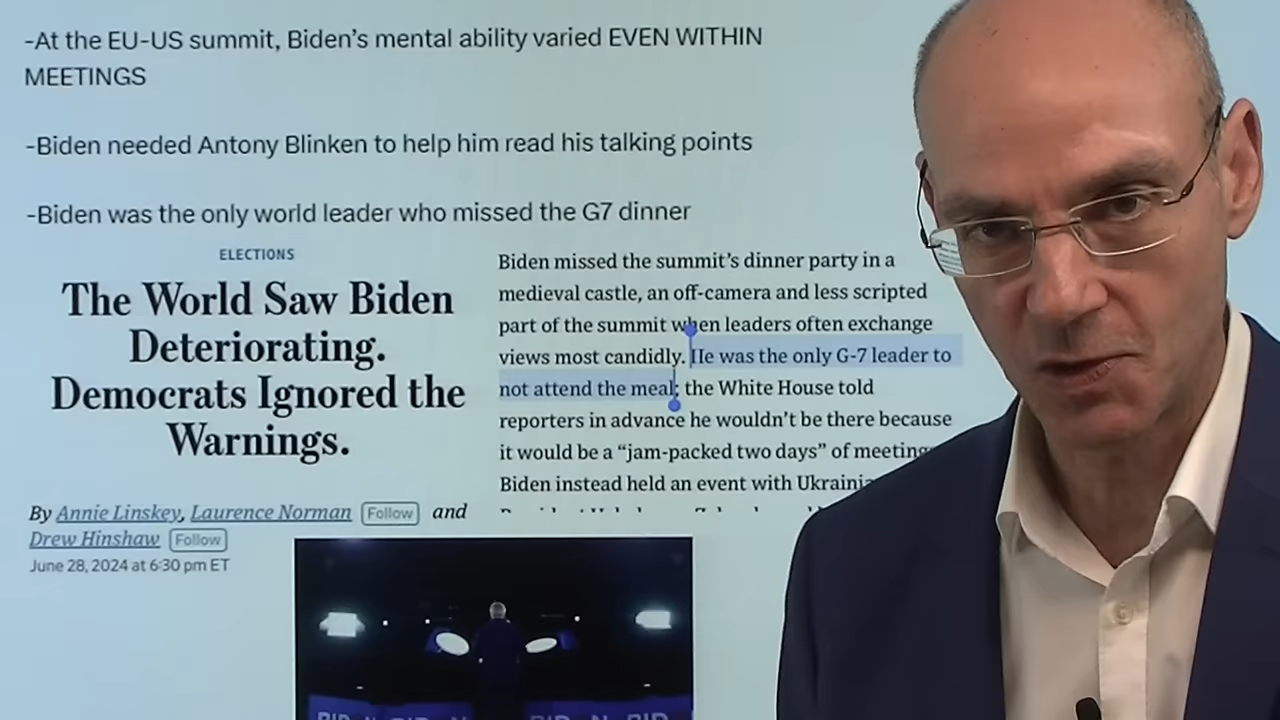 -At the EU-US summit, Biden's mental ability varied EVEN WITHIN
MEETINGS
-Biden needed Antony Blinken to help him read his talking points
-Biden was the only world leader who missed the G7 dinner
ELECTIONS
The World Saw Biden
Deteriorating.
Democrats Ignored the
Warnings.
By Annie Linskey, Laurence Norman Follow and
Drew Hinshaw Follow
June 28, 2024 at 6:30 pm ET
Biden missed the summit's dinner party in a
medieval castle, an off-camera and less scripted
part of the summit when leaders often exchange
views most candidly. He was the only G-7 leader to
not attend the meal; the White House told
reporters in advance he wouldn't be there because
it would be a “jam-packed two days” of
Biden instead held an event with